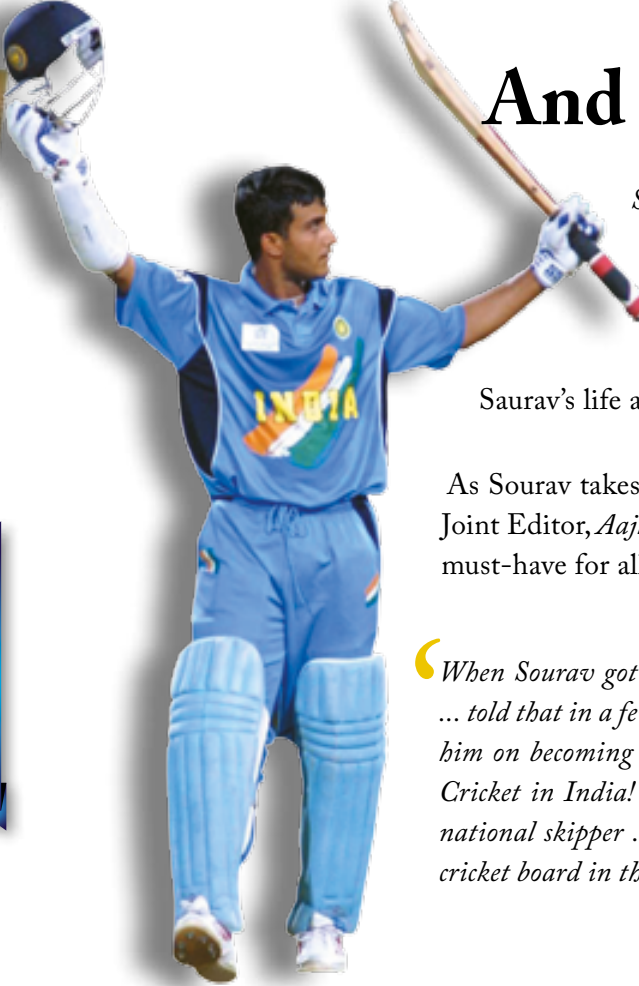 And
INDIA
Saurav's life a
As Sourav takes
Joint Editor, Aaj
must-have for al
‘When Sourav got
... told that in a fe
him on becoming
Cricket in India!
national skipper .
cricket board in th